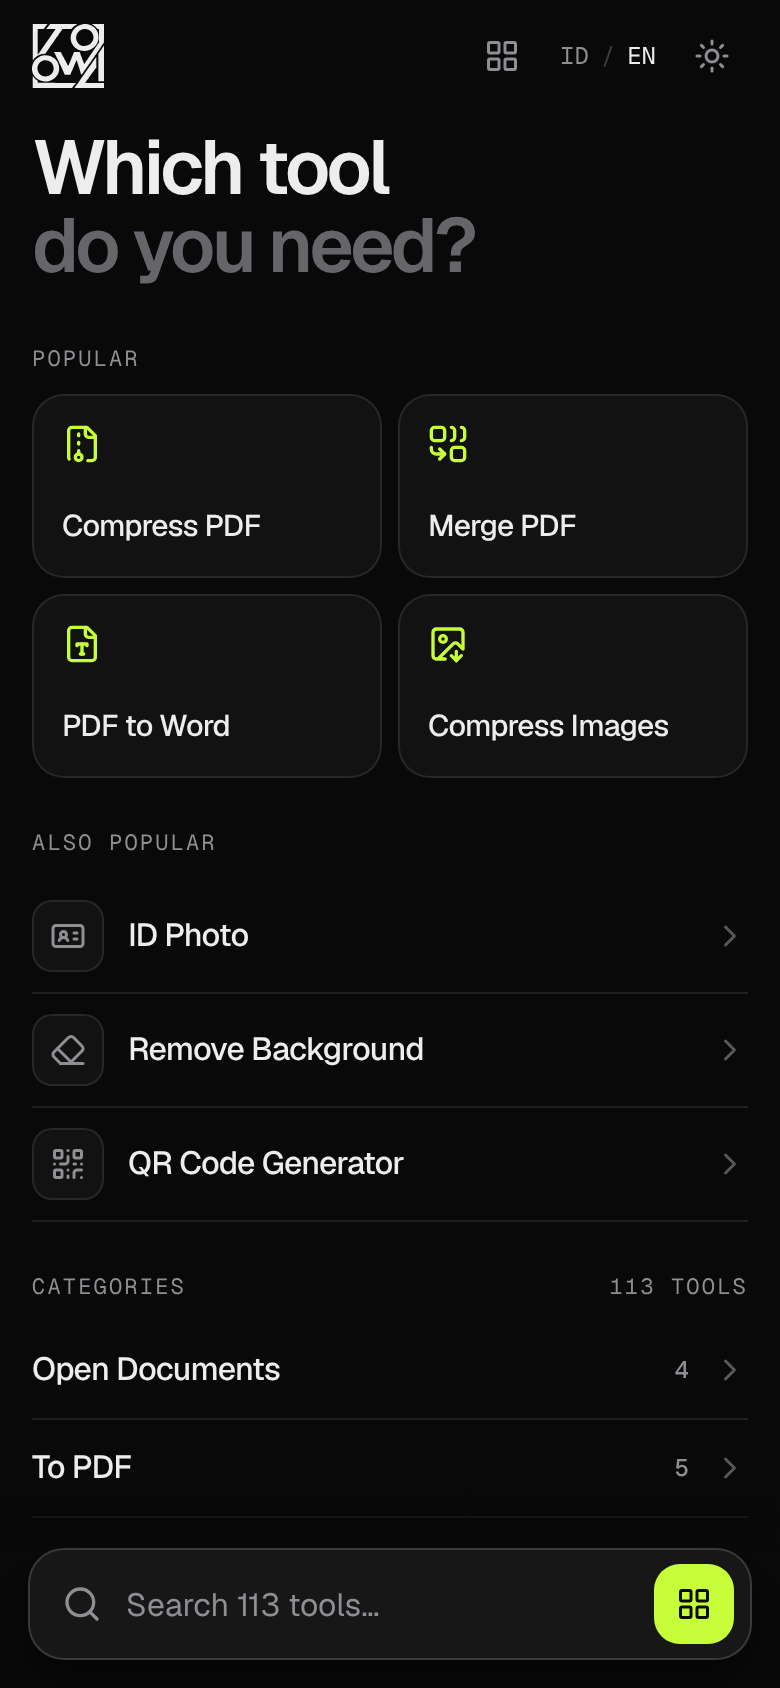 ID / EN
Which tool
do you need?
POPULAR
Compress PDF
Merge PDF
PDF to Word
Compress Images
ALSO POPULAR
ID Photo
Remove Background
QR Code Generator
CATEGORIES
113 TOOLS
Open Documents
4
To PDF
5
Search 113 tools...